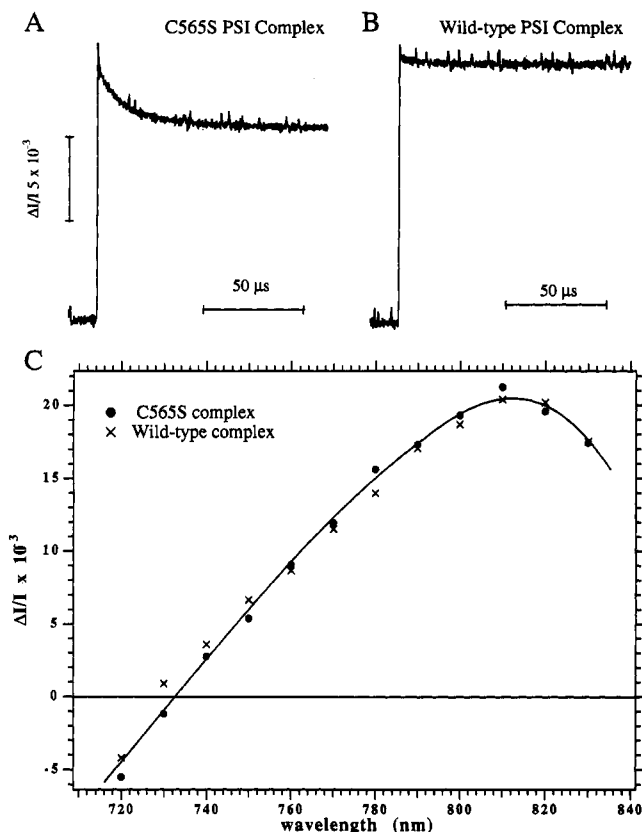 A
C565S PSI Complex
B
Wild-type PSI Complex
ΔI/I 5 x 10⁻³
50 μs
50 μs
C
● C565S complex
× Wild-type complex
ΔI/I x 10⁻³
20
15
10
5
0
-5
720 740 760 780 800 820 840
wavelength (nm)